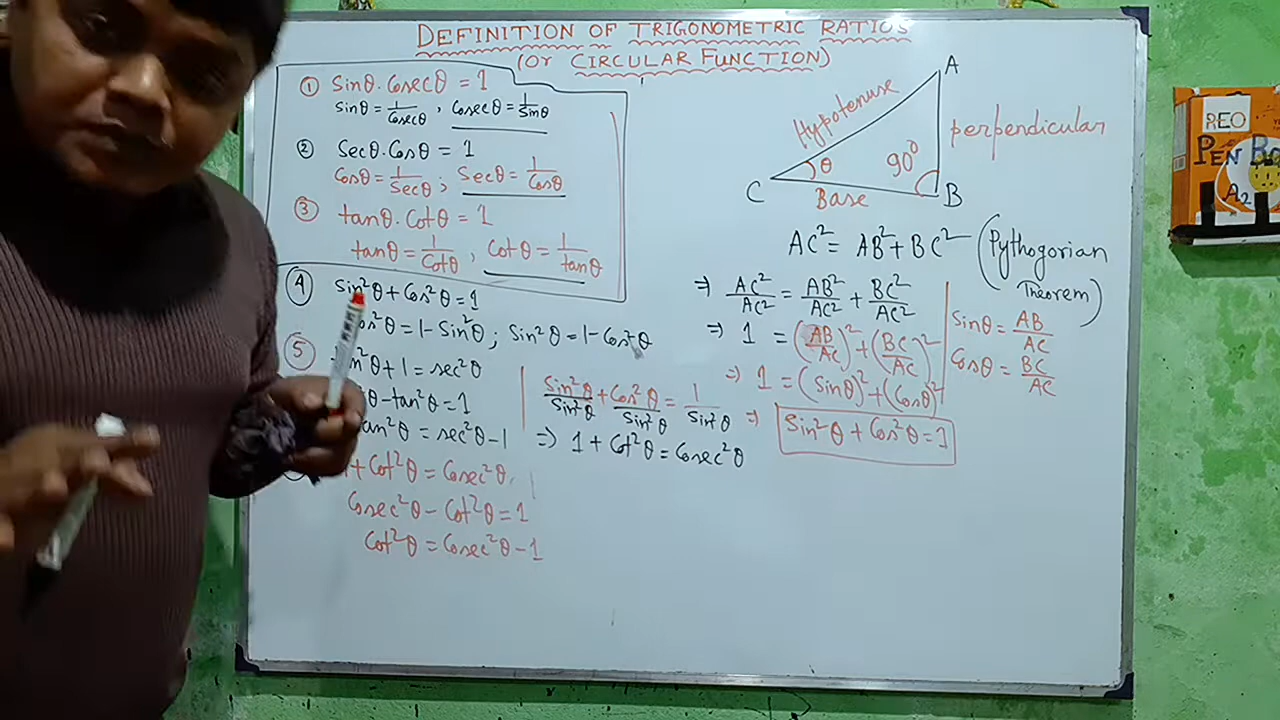 DEFINITION OF TRIGONOMETRIC RATIOS
(Or CIRCULAR FUNCTION)
① Sinθ.Cosecθ = 1
Sinθ = 1/Cosecθ , Cosecθ = 1/Sinθ
② Secθ.Cosθ = 1
Cosθ = 1/Secθ ; Secθ = 1/Cosθ
③ tanθ.Cotθ = 1
tanθ = 1/Cotθ , Cotθ = 1/tanθ
④ Sin²θ + Cos²θ = 1
Cos²θ = 1 - Sin²θ ; Sin²θ = 1 - Cos²θ
⑤ n²θ + 1 = sec²θ
θ - tan²θ = 1
tan²θ = sec²θ - 1
1 + Cot²θ = Cosec²θ
Cosec²θ - Cot²θ = 1
Cot²θ = Cosec²θ - 1
Sin²θ/Sin²θ + Cos²θ/Sin²θ = 1/Sin²θ
⇒ 1 + Cot²θ = Cosec²θ
A
Hypotenuse
perpendicular
θ
90°
C
Base
B
AC² = AB² + BC² (Pythogorian Theorem)
⇒ AC²/AC² = AB²/AC² + BC²/AC²
⇒ 1 = (AB/AC)² + (BC/AC)²
⇒ 1 = (Sinθ)² + (Cosθ)²
⇒ Sin²θ + Cos²θ = 1
Sinθ = AB/AC
Cosθ = BC/AC
REO
PEN
A2